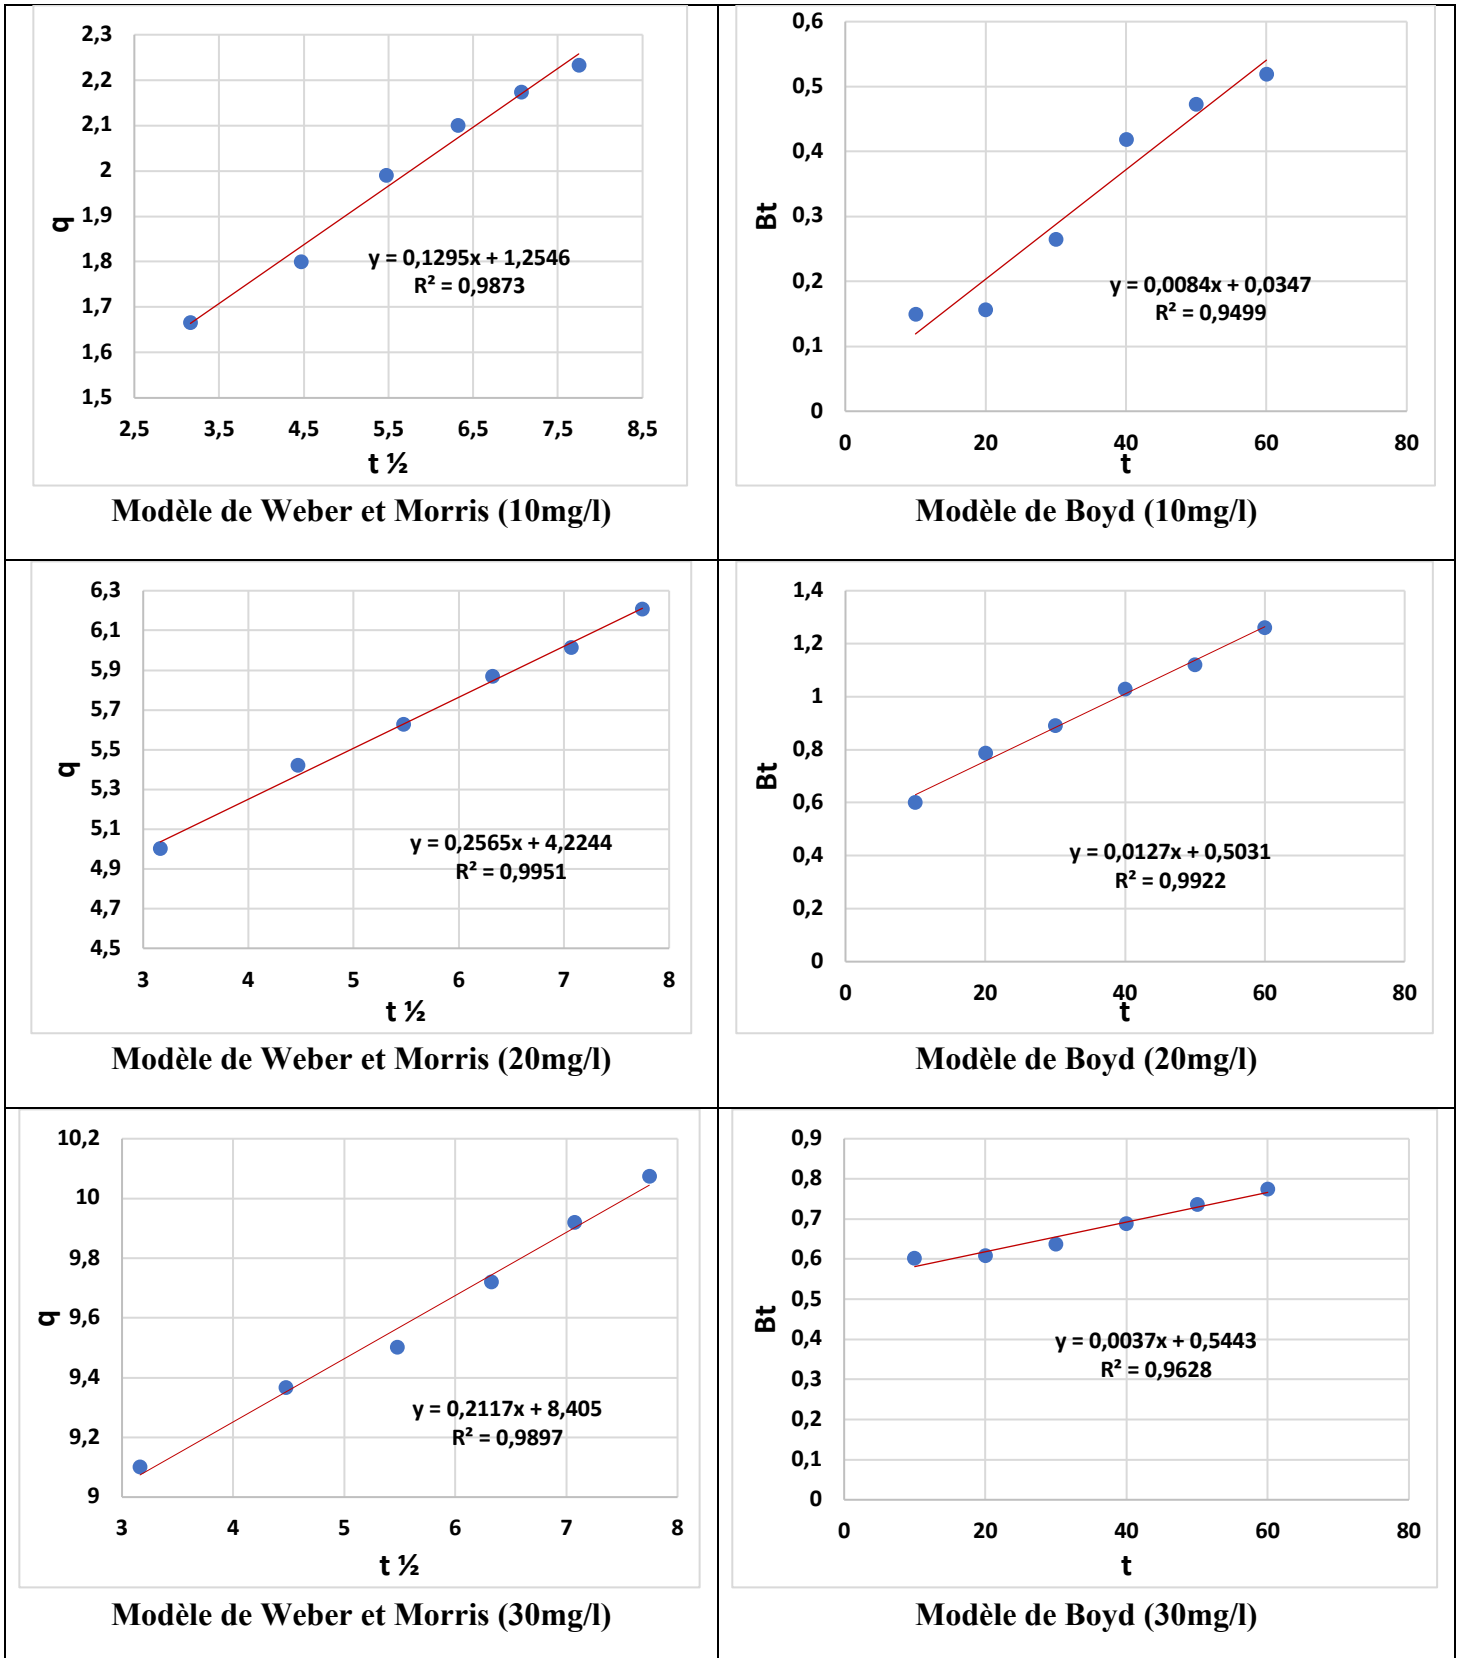 2,3
2,2
2,1
2
1,9
1,8
1,7
1,6
1,5
q
y = 0,1295x + 1,2546
R² = 0,9873
2,5 3,5 4,5 5,5 6,5 7,5 8,5
t ½
Modèle de Weber et Morris (10mg/l)
0,6
0,5
0,4
0,3
0,2
0,1
0
Bt
y = 0,0084x + 0,0347
R² = 0,9499
0 20 40 60 80
t
Modèle de Boyd (10mg/l)
6,3
6,1
5,9
5,7
5,5
5,3
5,1
4,9
4,7
4,5
q
y = 0,2565x + 4,2244
R² = 0,9951
3 4 5 6 7 8
t ½
Modèle de Weber et Morris (20mg/l)
1,4
1,2
1
0,8
0,6
0,4
0,2
0
Bt
y = 0,0127x + 0,5031
R² = 0,9922
0 20 40 60 80
t
Modèle de Boyd (20mg/l)
10,2
10
9,8
9,6
9,4
9,2
9
q
y = 0,2117x + 8,405
R² = 0,9897
3 4 5 6 7 8
t ½
Modèle de Weber et Morris (30mg/l)
0,9
0,8
0,7
0,6
0,5
0,4
0,3
0,2
0,1
0
Bt
y = 0,0037x + 0,5443
R² = 0,9628
0 20 40 60 80
t
Modèle de Boyd (30mg/l)